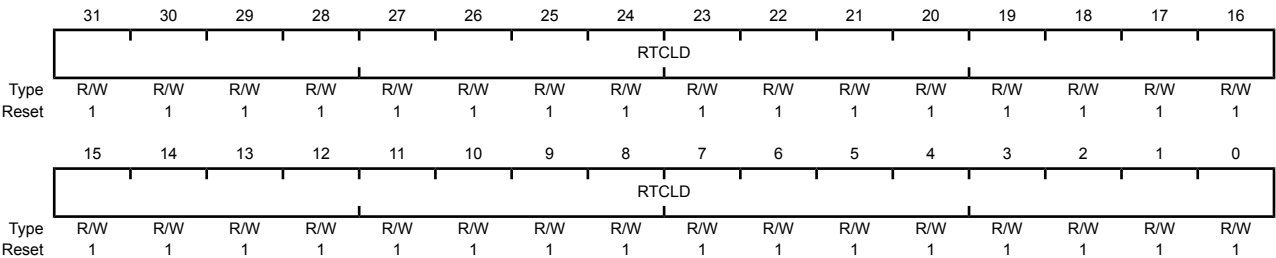 31 30 29 28 27 26 25 24 23 22 21 20 19 18 17 16
RTCLD
Type R/W R/W R/W R/W R/W R/W R/W R/W R/W R/W R/W R/W R/W R/W R/W R/W
Reset 1 1 1 1 1 1 1 1 1 1 1 1 1 1 1 1
15 14 13 12 11 10 9 8 7 6 5 4 3 2 1 0
RTCLD
Type R/W R/W R/W R/W R/W R/W R/W R/W R/W R/W R/W R/W R/W R/W R/W R/W
Reset 1 1 1 1 1 1 1 1 1 1 1 1 1 1 1 1